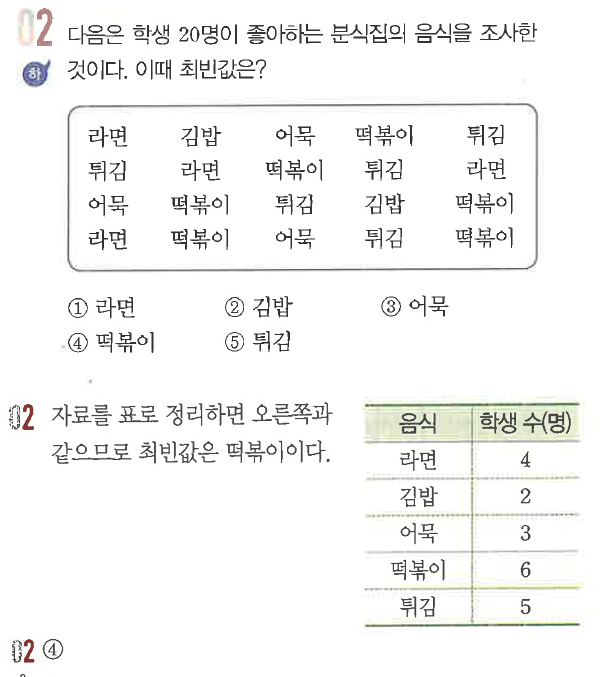 02 다음은 학생 20명이 좋아하는 분식집의 음식을 조사한
하 것이다. 이때 최빈값은?
라면 김밥 어묵 떡볶이 튀김
튀김 라면 떡볶이 튀김 라면
어묵 떡볶이 튀김 김밥 떡볶이
라면 떡볶이 어묵 튀김 떡볶이
① 라면 ② 김밥 ③ 어묵
④ 떡볶이 ⑤ 튀김
02 자료를 표로 정리하면 오른쪽과
같으므로 최빈값은 떡볶이이다.
음식 학생 수(명)
라면 4
김밥 2
어묵 3
떡볶이 6
튀김 5
02 ④